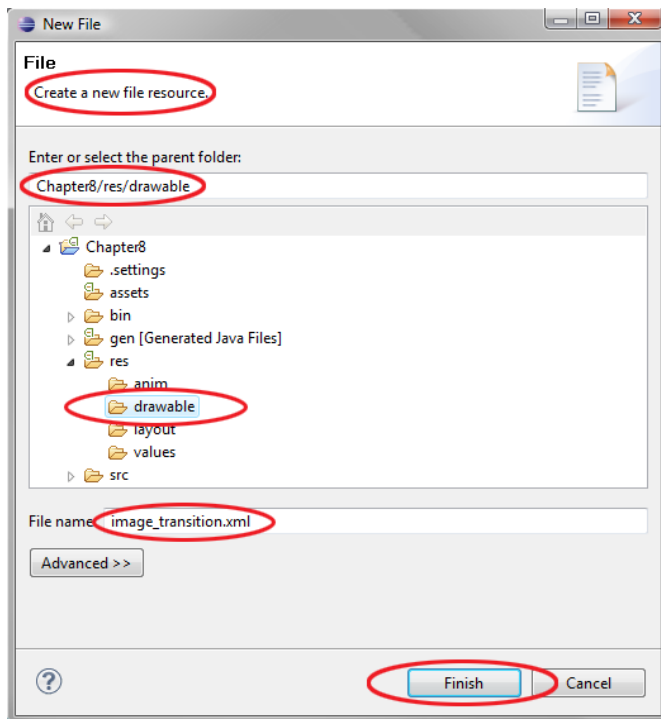 New File
File
Create a new file resource.
Enter or select the parent folder:
Chapter8/res/drawable
Chapter8
.settings
assets
bin
gen [Generated Java Files]
res
anim
drawable
layout
values
src
File name: image_transition.xml
Advanced >>
Finish
Cancel